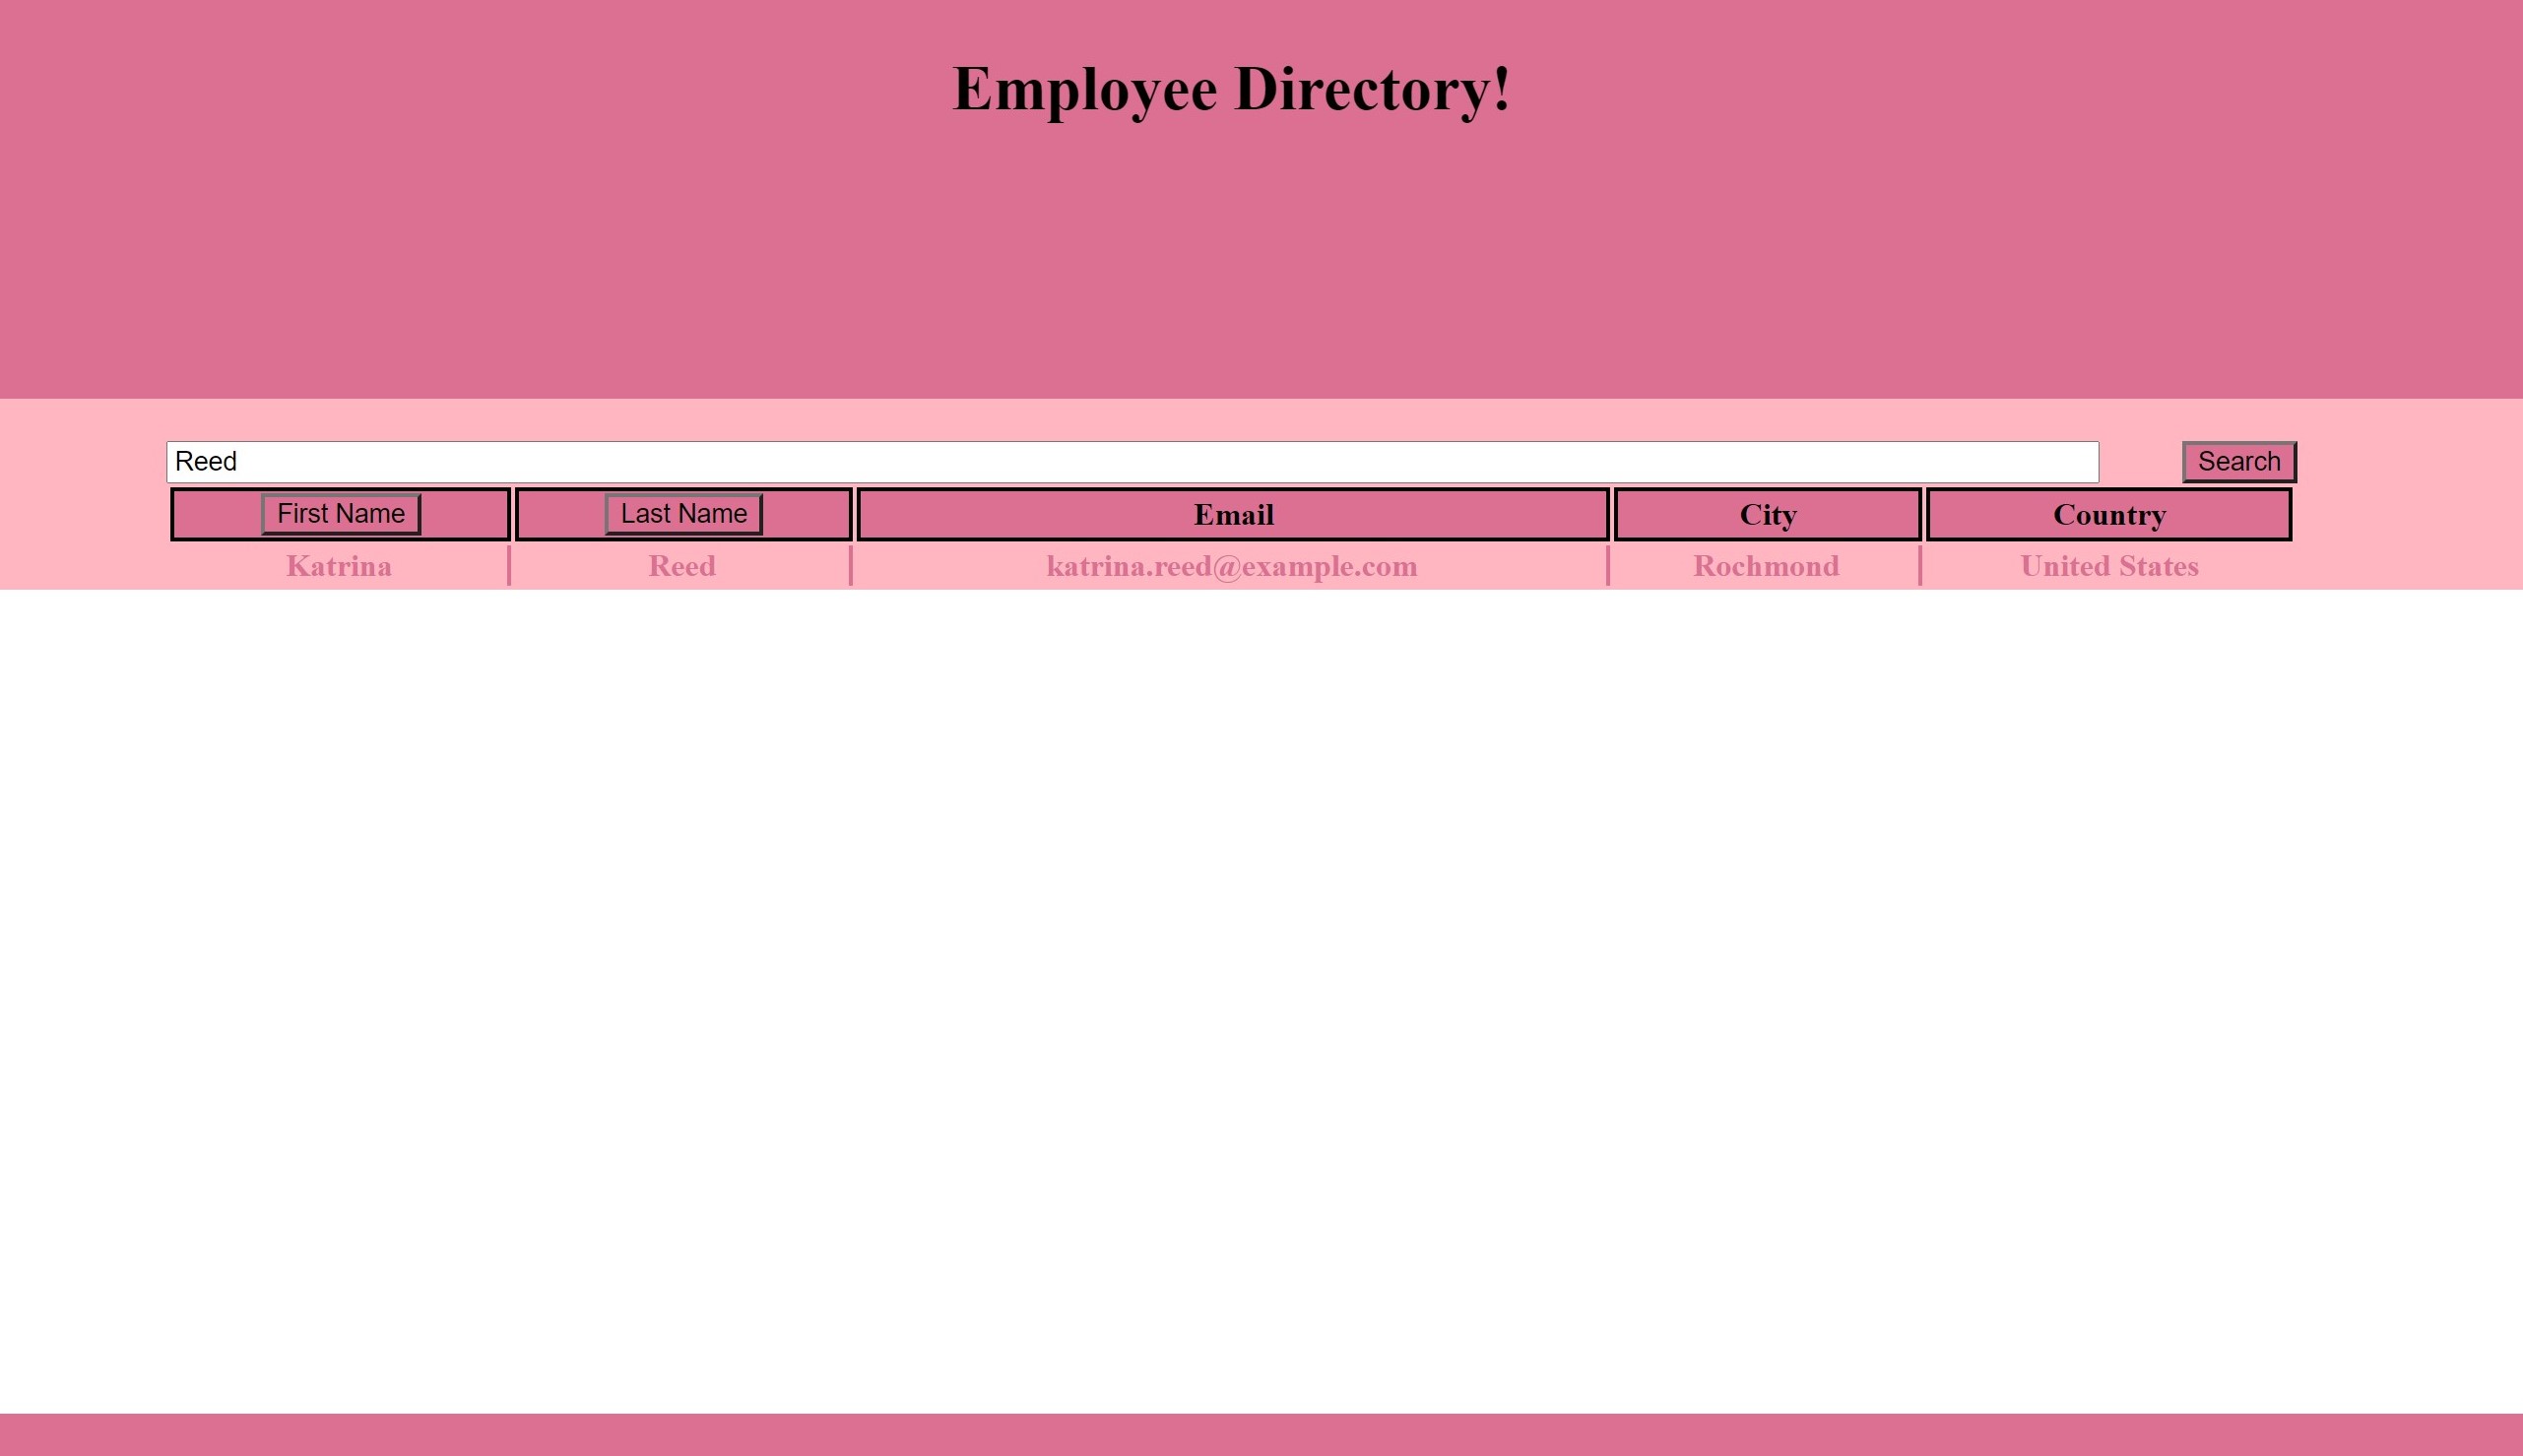 Employee Directory!
Reed Search
First Name Last Name Email City Country
Katrina Reed katrina.reed@example.com Rochmond United States